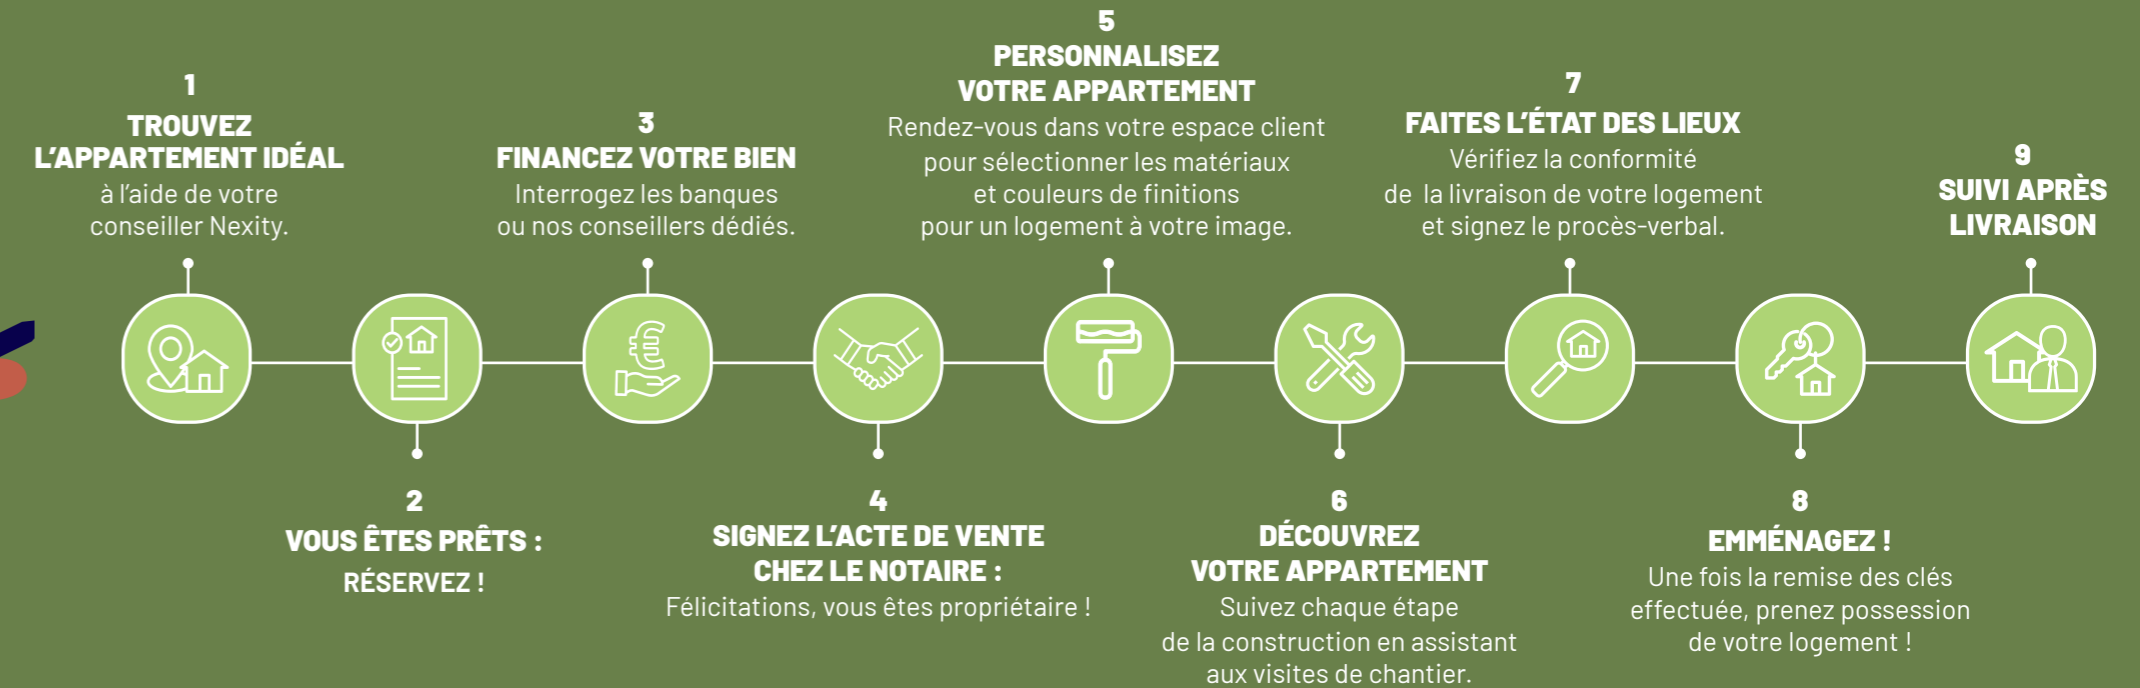 1
TROUVEZ
L'APPARTEMENT IDÉAL
à l'aide de votre
conseiller Nexity.
2
VOUS ÊTES PRÊTS :
RÉSERVEZ !
3
FINANCEZ VOTRE BIEN
Interrogez les banques
ou nos conseillers dédiés.
4
SIGNEZ L'ACTE DE VENTE
CHEZ LE NOTAIRE :
Félicitations, vous êtes propriétaire !
5
PERSONNALISEZ
VOTRE APPARTEMENT
Rendez-vous dans votre espace client
pour sélectionner les matériaux
et couleurs de finitions
pour un logement à votre image.
6
DÉCOUVREZ
VOTRE APPARTEMENT
Suivez chaque étape
de la construction en assistant
aux visites de chantier.
7
FAITES L'ÉTAT DES LIEUX
Vérifiez la conformité
de la livraison de votre logement
et signez le procès-verbal.
8
EMMÉNAGEZ !
Une fois la remise des clés
effectuée, prenez possession
de votre logement !
9
SUIVI APRÈS
LIVRAISON